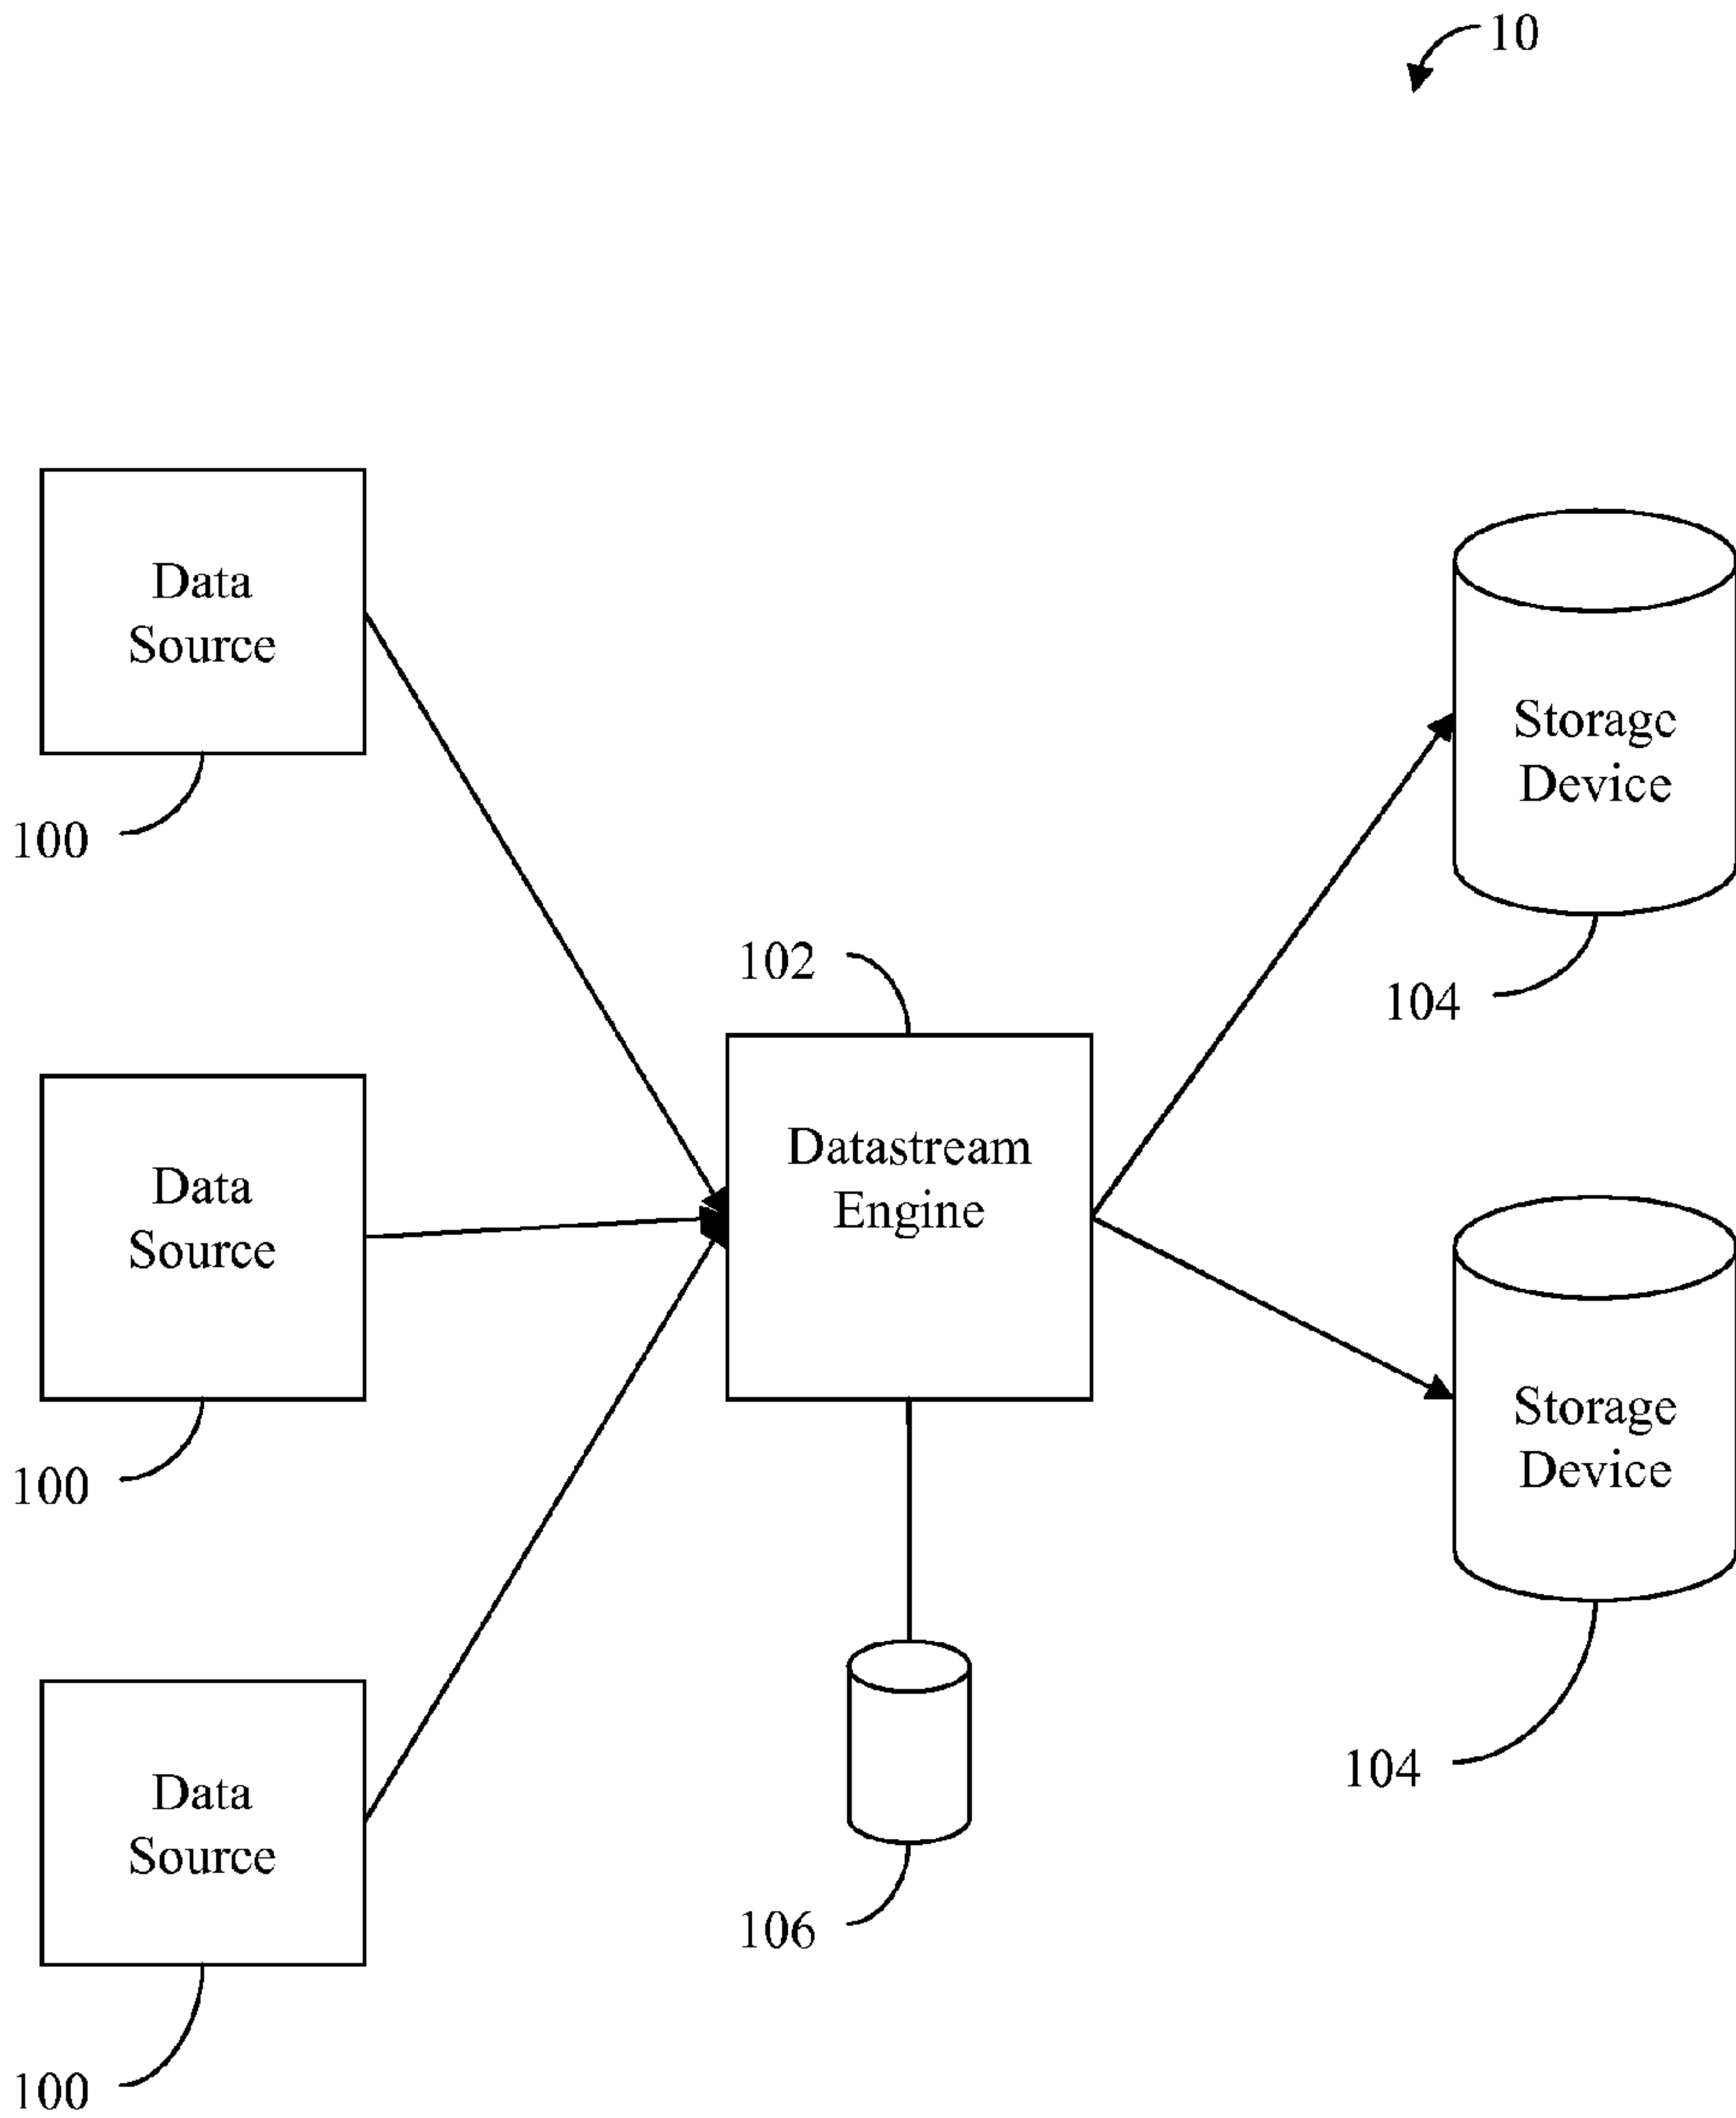 10
Data
Source
100
Storage
Device
104
102
Datastream
Engine
Data
Source
100
Storage
Device
104
Data
Source
100
106